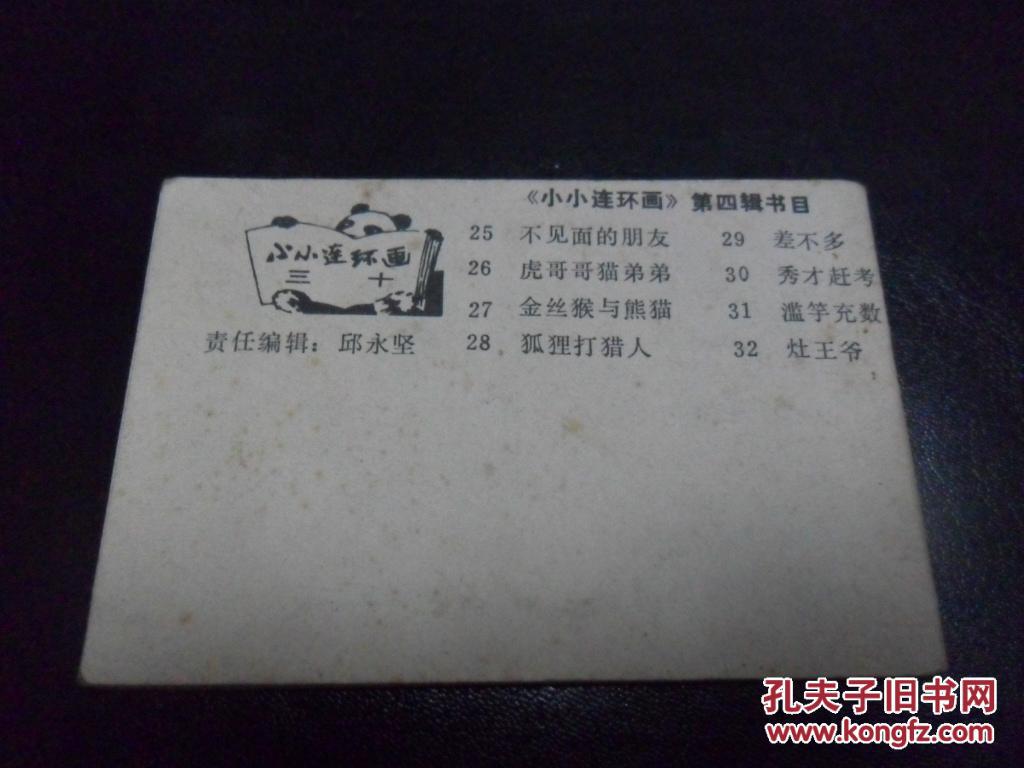 小小连环画
三十
责任编辑：邱永坚
《小小连环画》第四辑书目
25 不见面的朋友 29 差不多
26 虎哥哥猫弟弟 30 秀才赶考
27 金丝猴与熊猫 31 滥竽充数
28 狐狸打猎人 32 灶王爷
孔夫子旧书网
www.kongfz.com